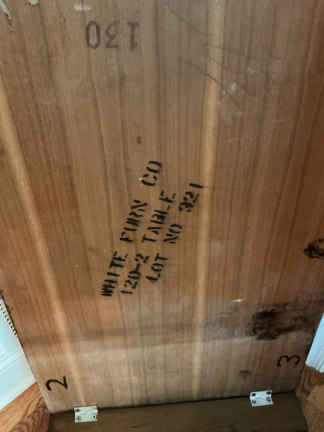 130
WHITE FURN CO
120-2 TABLE
LOT NO 321
2
3